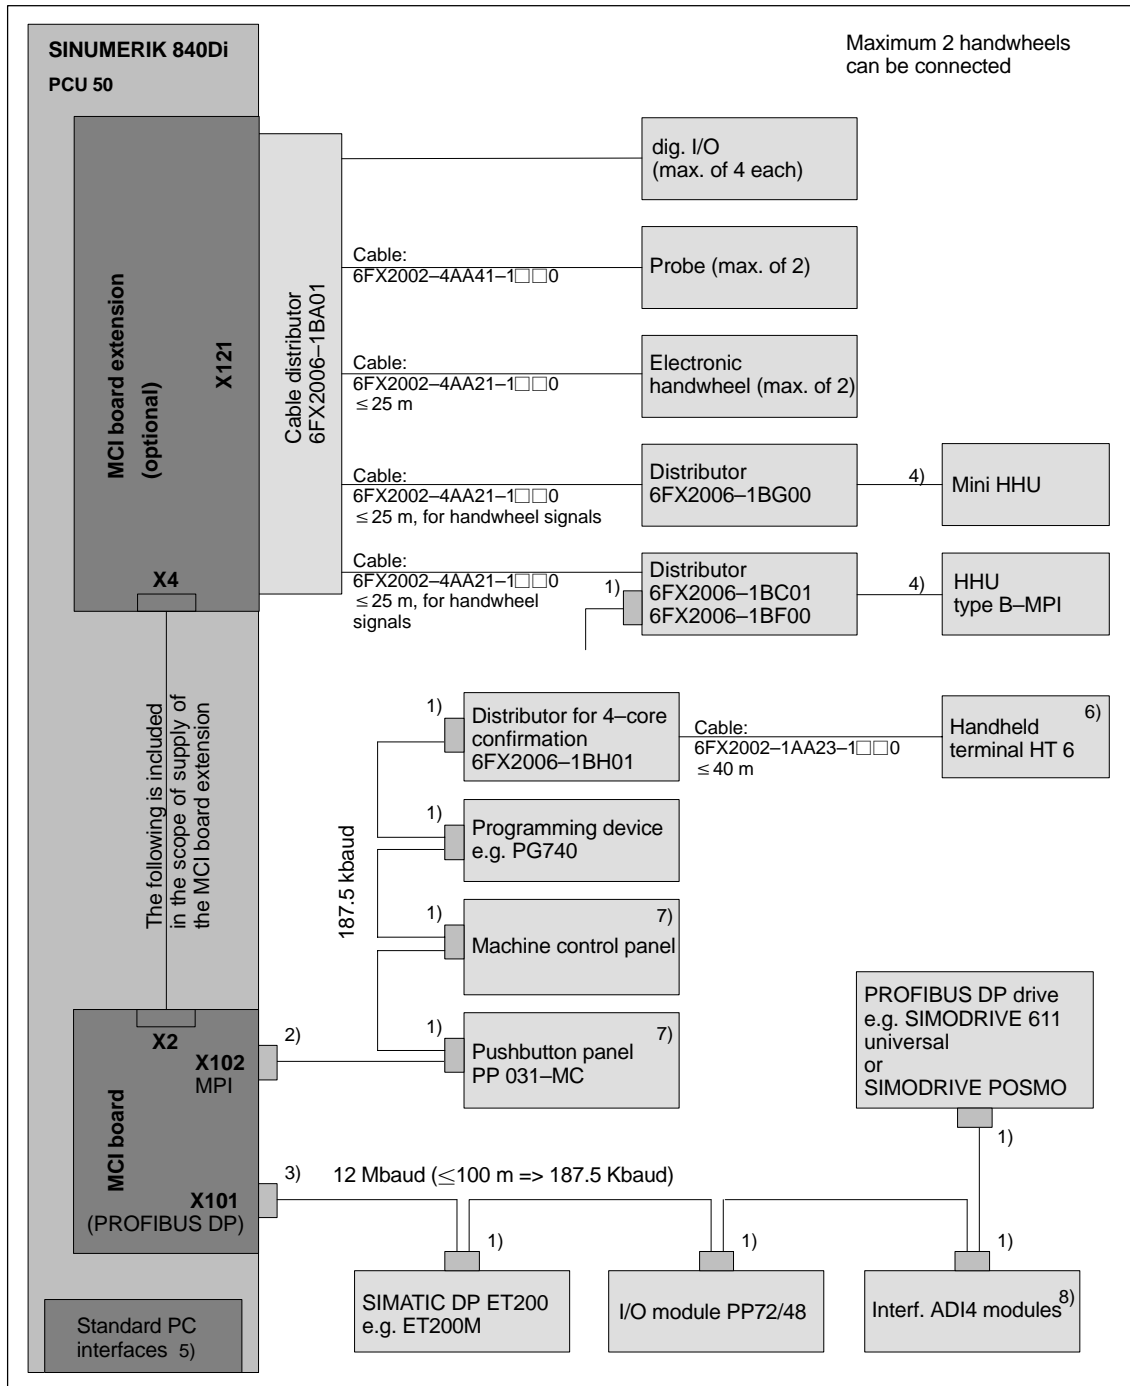 SINUMERIK 840Di
PCU 50
Maximum 2 handwheels
can be connected
MCI board extension
(optional)
X121
X4
Cable distributor
6FX2006–1BA01
dig. I/O
(max. of 4 each)
Cable:
6FX2002–4AA41–1□□0
Probe (max. of 2)
Cable:
6FX2002–4AA21–1□□0
≤ 25 m
Electronic
handwheel (max. of 2)
Cable:
6FX2002–4AA21–1□□0
≤ 25 m, for handwheel signals
Distributor
6FX2006–1BG00
4)
Mini HHU
Cable:
6FX2002–4AA21–1□□0
≤ 25 m, for handwheel
signals
1)
Distributor
6FX2006–1BC01
6FX2006–1BF00
4)
HHU
type B–MPI
The following is included
in the scope of supply of
the MCI board extension
187.5 kbaud
1)
Distributor for 4–core
confirmation
6FX2006–1BH01
Cable:
6FX2002–1AA23–1□□0
≤ 40 m
6)
Handheld
terminal HT 6
1)
Programming device
e.g. PG740
1)
7)
Machine control panel
1)
7)
Pushbutton panel
PP 031–MC
PROFIBUS DP drive
e.g. SIMODRIVE 611
universal
or
SIMODRIVE POSMO
1)
X2
X102
MPI
2)
MCI board
X101
(PROFIBUS DP)
3)
12 Mbaud (≤100 m => 187.5 Kbaud)
1)
SIMATIC DP ET200
e.g. ET200M
1)
I/O module PP72/48
1)
Interf. ADI4 modules 8)
Standard PC
interfaces 5)